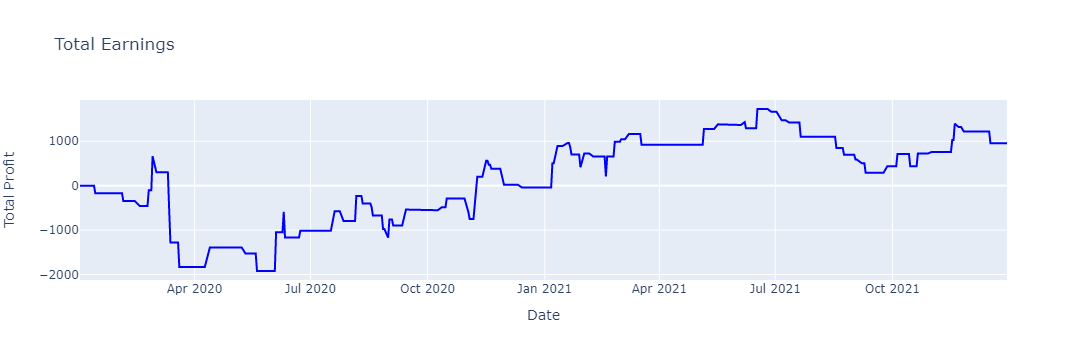 Total Earnings
Total Profit
1000
0
−1000
−2000
Apr 2020
Jul 2020
Oct 2020
Jan 2021
Apr 2021
Jul 2021
Oct 2021
Date